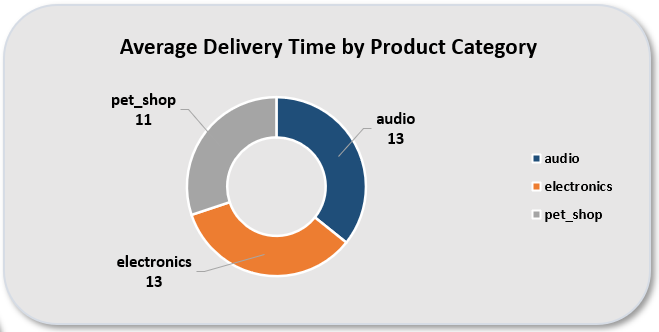 Average Delivery Time by Product Category
pet_shop
11
audio
13
electronics
13
audio
electronics
pet_shop